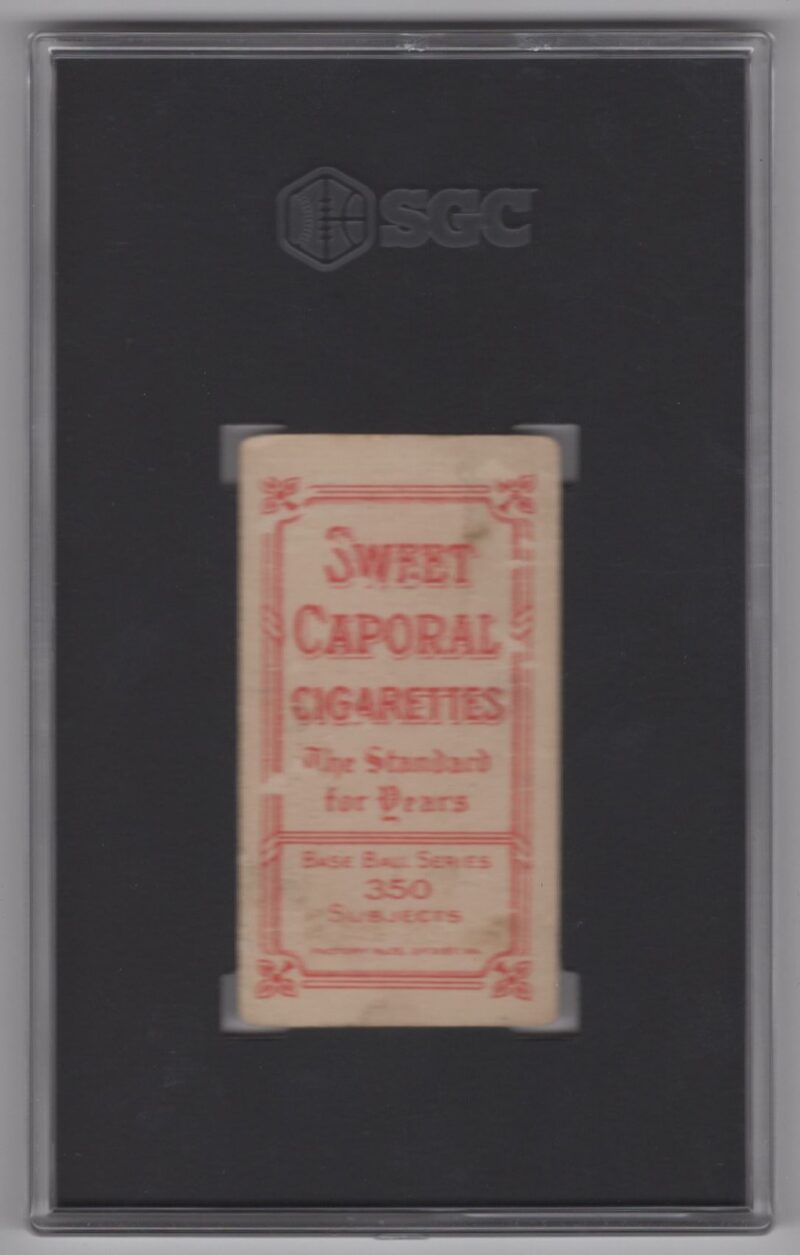 SGC
SWEET
CAPORAL
CIGARETTES
The Standard
for Years
BASE BALL SERIES
350
SUBJECTS